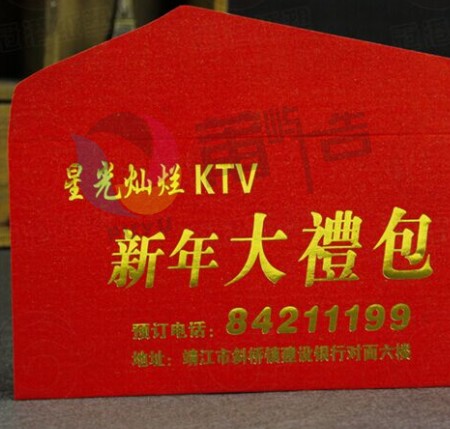 星光灿烂 KTV
新年大禮包
预订电话：84211199
地址：靖江市斜桥镇建设银行对面六楼